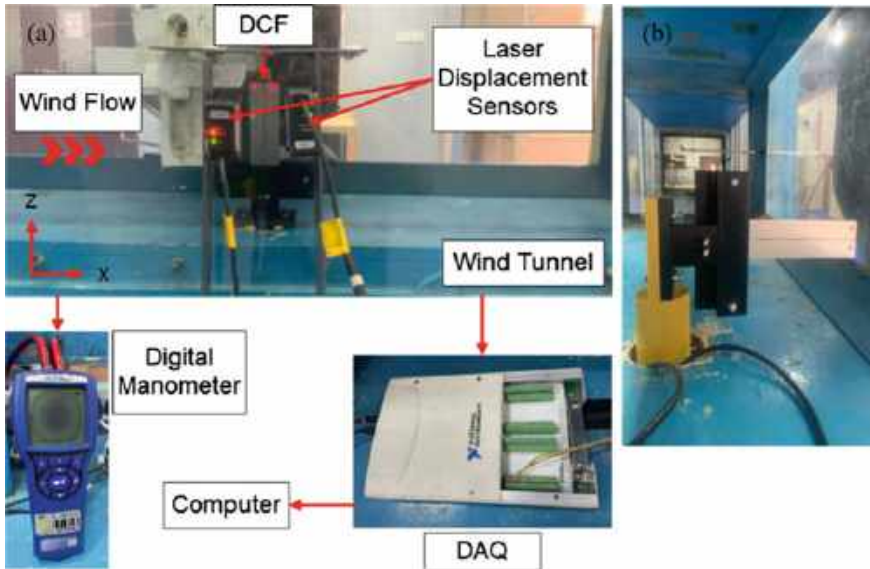 (a)
DCF
(b)
Laser
Displacement
Sensors
Wind Flow
z
x
Wind Tunnel
Digital
Manometer
Computer
DAQ